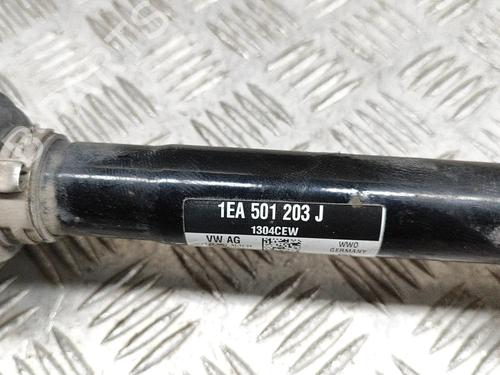 1EA 501 203 J
1304CEW
VW AG
WWO
GERMANY